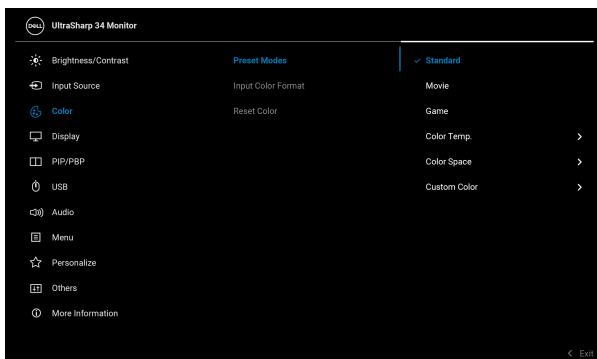 DELL UltraSharp 34 Monitor
Brightness/Contrast Preset Modes Standard
Input Source Input Color Format Movie
Color Reset Color Game
Display Color Temp.
PIP/PBP Color Space
USB Custom Color
Audio
Menu
Personalize
Others
More Information
Exit